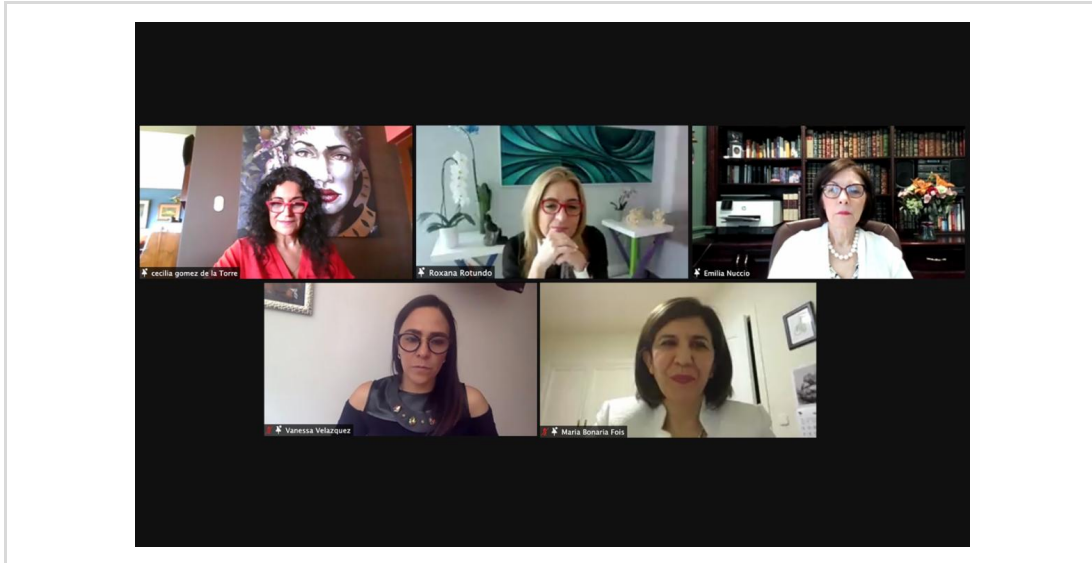 cecilia gomez de la Torre
Roxana Rotundo
Emilia Nuccio
Vanessa Velazquez
Maria Bonaria Fois